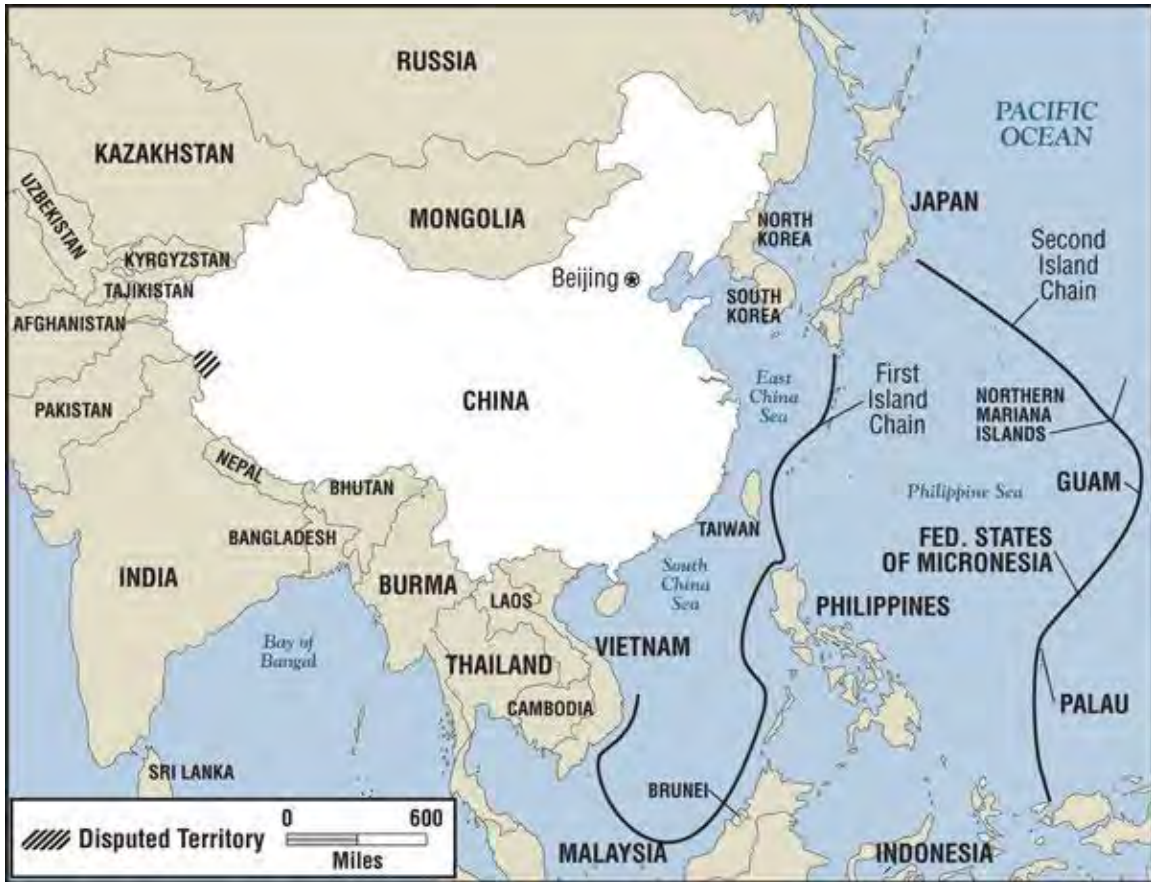 RUSSIA
PACIFIC
OCEAN
KAZAKHSTAN
UZBEKISTAN
MONGOLIA
JAPAN
NORTH
KOREA
Second
Island
Chain
KYRGYZSTAN
Beijing
TAJIKISTAN
SOUTH
KOREA
AFGHANISTAN
PAKISTAN
CHINA
East
China
Sea
First
Island
Chain
NORTHERN
MARIANA
ISLANDS
NEPAL
BHUTAN
Philippine Sea
GUAM
BANGLADESH
TAIWAN
FED. STATES
OF MICRONESIA
INDIA
BURMA
LAOS
South
China
Sea
PHILIPPINES
Bay of
Bangal
VIETNAM
THAILAND
CAMBODIA
PALAU
SRI LANKA
BRUNEI
Disputed Territory
0 600
Miles
MALAYSIA
INDONESIA